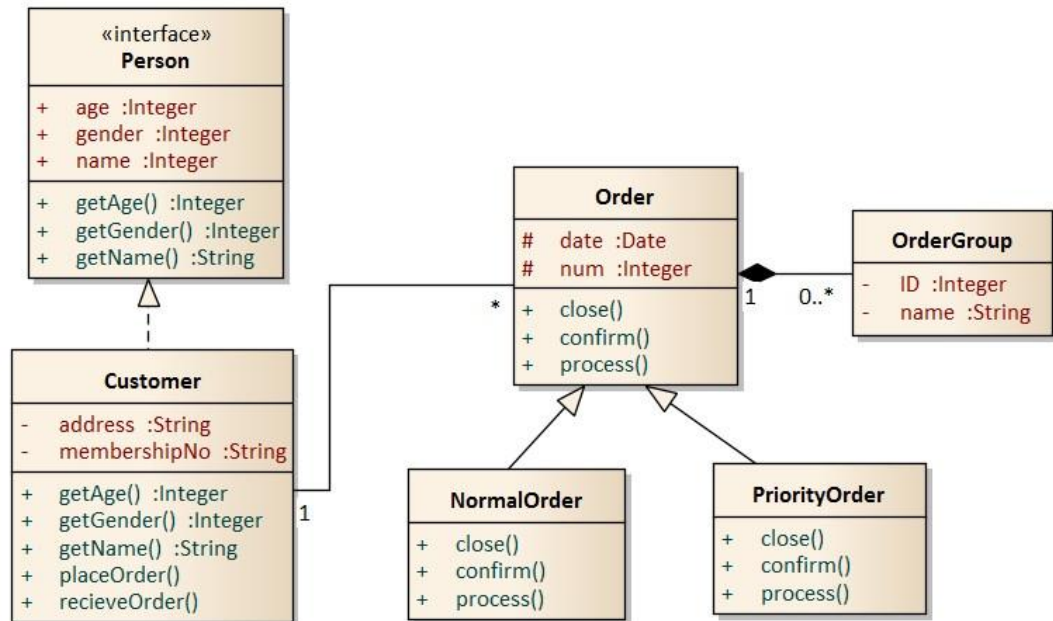 «interface»
Person
+ age :Integer
+ gender :Integer
+ name :Integer
+ getAge() :Integer
+ getGender() :Integer
+ getName() :String
Customer
- address :String
- membershipNo :String
+ getAge() :Integer
+ getGender() :Integer
+ getName() :String
+ placeOrder()
+ recieveOrder()
1
*
Order
# date :Date
# num :Integer
+ close()
+ confirm()
+ process()
1
0..*
OrderGroup
- ID :Integer
- name :String
NormalOrder
+ close()
+ confirm()
+ process()
PriorityOrder
+ close()
+ confirm()
+ process()